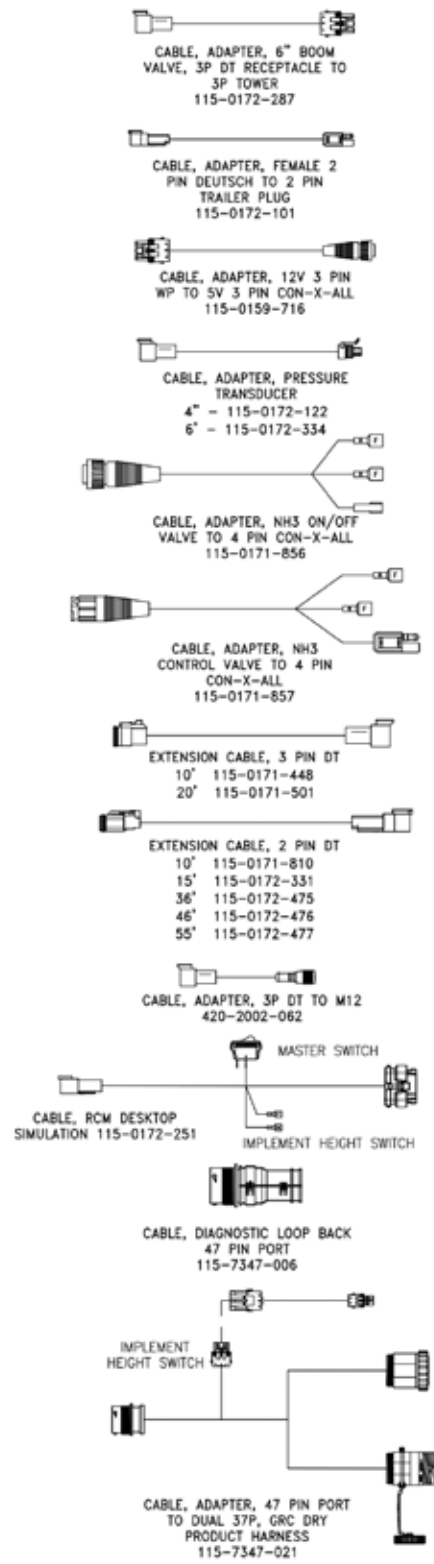 CABLE, ADAPTER, 6" BOOM
VALVE, 3P DT RECEPTACLE TO
3P TOWER
115-0172-287
CABLE, ADAPTER, FEMALE 2
PIN DEUTSCH TO 2 PIN
TRAILER PLUG
115-0172-101
CABLE, ADAPTER, 12V 3 PIN
WP TO 5V 3 PIN CON-X-ALL
115-0159-716
CABLE, ADAPTER, PRESSURE
TRANSDUCER
4" - 115-0172-122
6' - 115-0172-334
CABLE, ADAPTER, NH3 ON/OFF
VALVE TO 4 PIN CON-X-ALL
115-0171-856
CABLE, ADAPTER, NH3
CONTROL VALVE TO 4 PIN
CON-X-ALL
115-0171-857
EXTENSION CABLE, 3 PIN DT
10' 115-0171-448
20' 115-0171-501
EXTENSION CABLE, 2 PIN DT
10' 115-0171-810
15' 115-0172-331
36' 115-0172-475
46' 115-0172-476
55' 115-0172-477
CABLE, ADAPTER, 3P DT TO M12
420-2002-062
MASTER SWITCH
CABLE, RCM DESKTOP
SIMULATION 115-0172-251
IMPLEMENT HEIGHT SWITCH
CABLE, DIAGNOSTIC LOOP BACK
47 PIN PORT
115-7347-006
IMPLEMENT
HEIGHT SWITCH
CABLE, ADAPTER, 47 PIN PORT
TO DUAL 37P, GRC DRY
PRODUCT HARNESS
115-7347-021